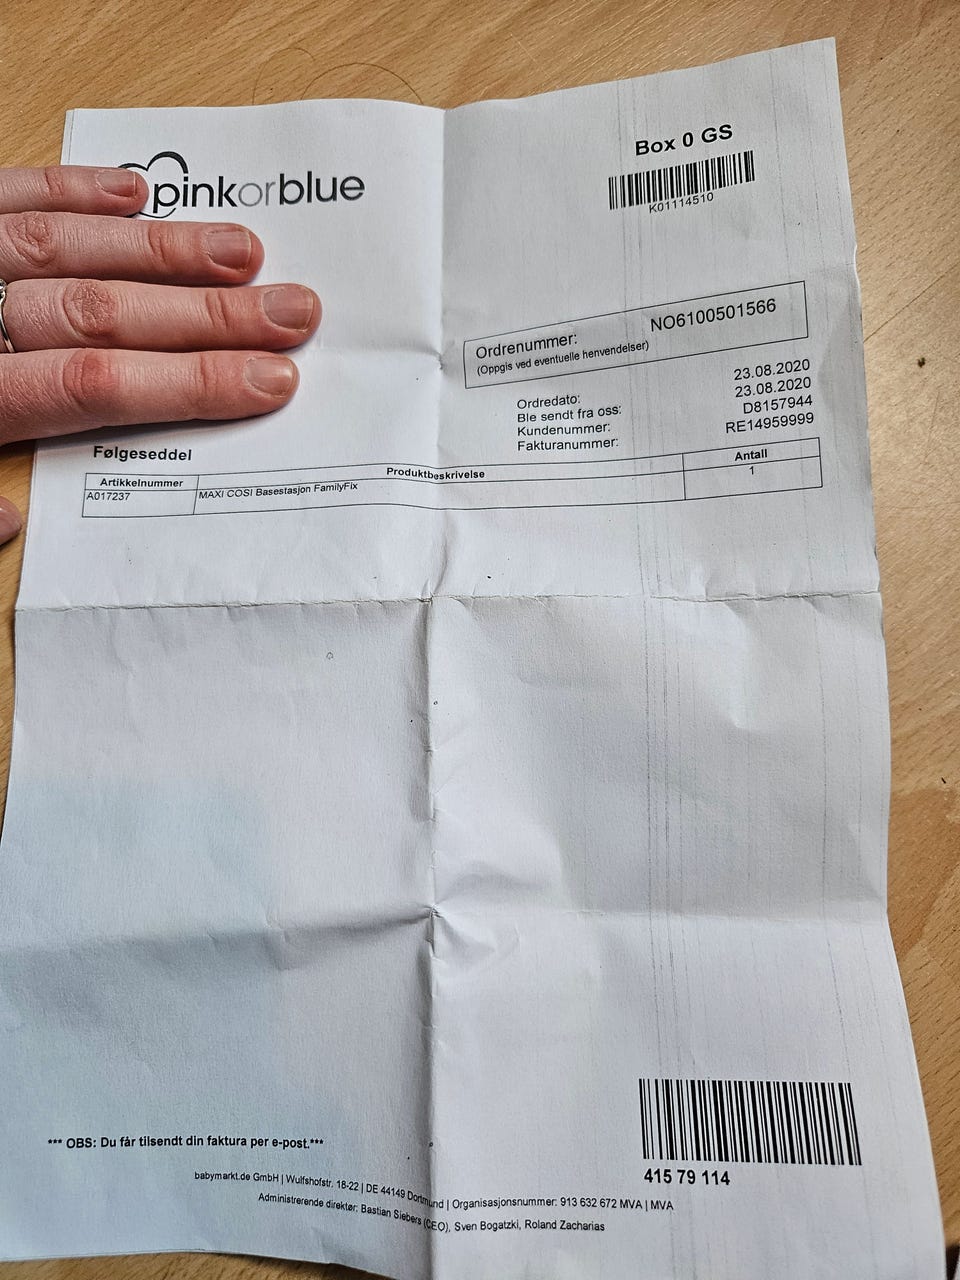 pinkorblue
Box 0 GS
K01114510
Ordrenummer: NO6100501566
(Oppgis ved eventuelle henvendelser)
Ordredato: 23.08.2020
Ble sendt fra oss: 23.08.2020
Kundenummer: D8157944
Fakturanummer: RE14959999
Følgeseddel
Artikkelnummer Produktbeskrivelse Antall
A017237 MAXI COSI Basestasjon FamilyFix 1
*** OBS: Du får tilsendt din faktura per e-post.***
415 79 114
babymarkt.de GmbH | Wulfshofstr. 18-22 | DE 44149 Dortmund | Organisasjonsnummer: 913 632 672 MVA | MVA
Administrerende direktør: Bastian Siebers (CEO), Sven Bogatzki, Roland Zacharias